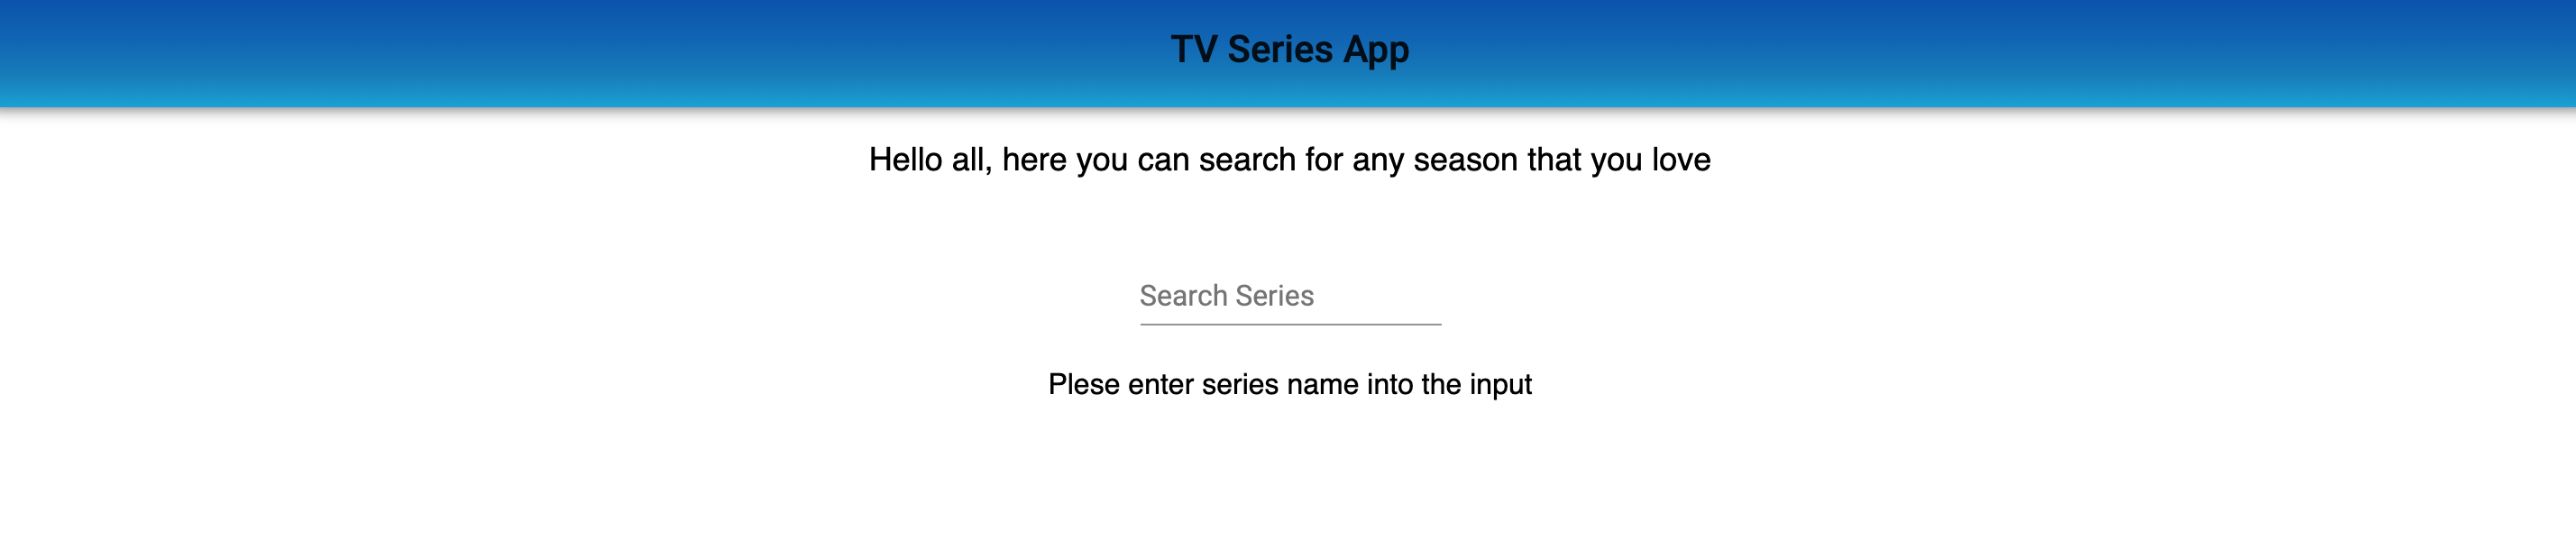 TV Series App
Hello all, here you can search for any season that you love
Search Series
Plese enter series name into the input